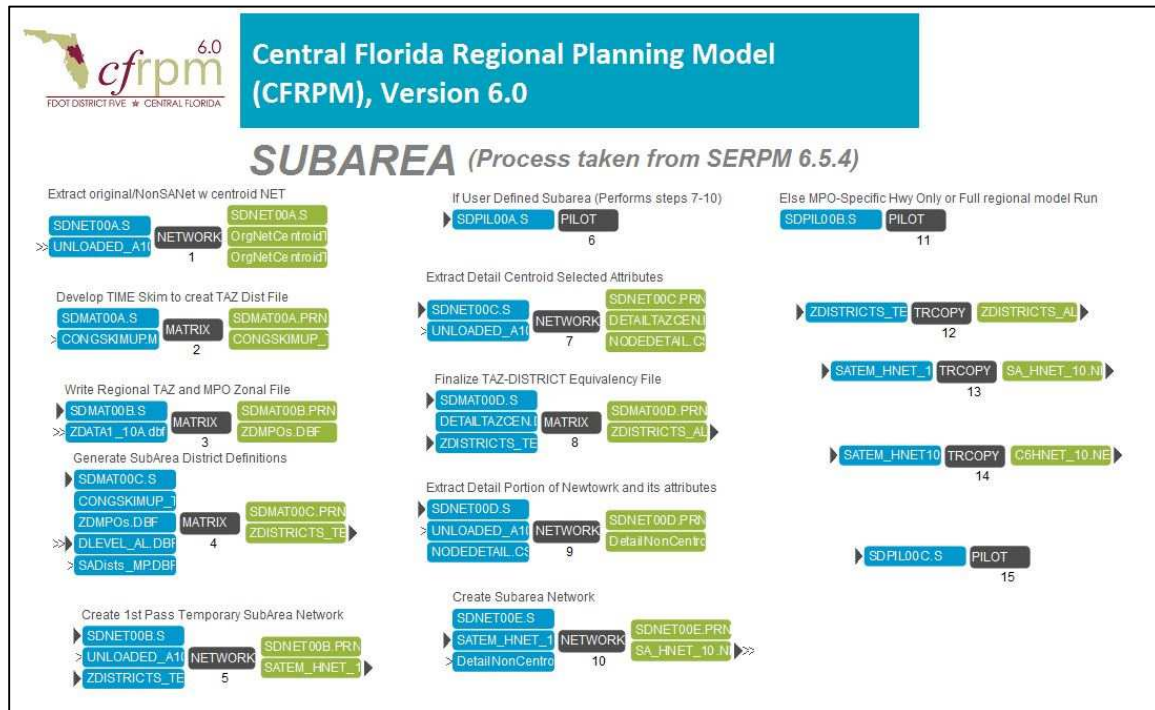 6.0
cfrpm
FDOT DISTRICT FIVE ★ CENTRAL FLORIDA
Central Florida Regional Planning Model
(CFRPM), Version 6.0
SUBAREA (Process taken from SERPM 6.5.4)
Extract original/NonSANet w centroid NET
SDNET00A.S
UNLOADED_A10
NETWORK
1
SDNET00A.S
OrgNetCentroidT
OrgNetCentroidT
Develop TIME Skim to creat TAZ Dist File
SDMAT00A.S
CONGSKIMUP.M
MATRIX
2
SDMAT00A.PRN
CONGSKIMUP_T
Write Regional TAZ and MPO Zonal File
SDMAT00B.S
ZDATA1_10A.dbf
MATRIX
3
SDMAT00B.PRN
ZDMPOs.DBF
Generate SubArea District Definitions
SDMAT00C.S
CONGSKIMUP_T
ZDMPOs.DBF
DLEVEL_AL.DBF
SADists_MP.DBF
MATRIX
4
SDMAT00C.PRN
ZDISTRICTS_TE
Create 1st Pass Temporary SubArea Network
SDNET00B.S
UNLOADED_A10
ZDISTRICTS_TE
NETWORK
5
SDNET00B.PRN
SATEM_HNET_1
If User Defined Subarea (Performs steps 7-10)
SDPIL00A.S
PILOT
6
Extract Detail Centroid Selected Attributes
SDNET00C.S
UNLOADED_A10
NETWORK
7
SDNET00C.PRN
DETAILTAZCEN.D
NODEDETAIL.CS
Finalize TAZ-DISTRICT Equivalency File
SDMAT00D.S
DETAILTAZCEN.D
ZDISTRICTS_TE
MATRIX
8
SDMAT00D.PRN
ZDISTRICTS_AL
Extract Detail Portion of Newtowrk and its attributes
SDNET00D.S
UNLOADED_A10
NODEDETAIL.CS
NETWORK
9
SDNET00D.PRN
DetailNonCentro
Create Subarea Network
SDNET00E.S
SATEM_HNET_1
DetailNonCentro
NETWORK
10
SDNET00E.PRN
SA_HNET_10.N
Else MPO-Specific Hwy Only or Full regional model Run
SDPIL00B.S
PILOT
11
ZDISTRICTS_TE
TRCOPY
ZDISTRICTS_AL
12
SATEM_HNET_1
TRCOPY
SA_HNET_10.N
13
SATEM_HNET10
TRCOPY
C6HNET_10.NE
14
SDPIL00C.S
PILOT
15